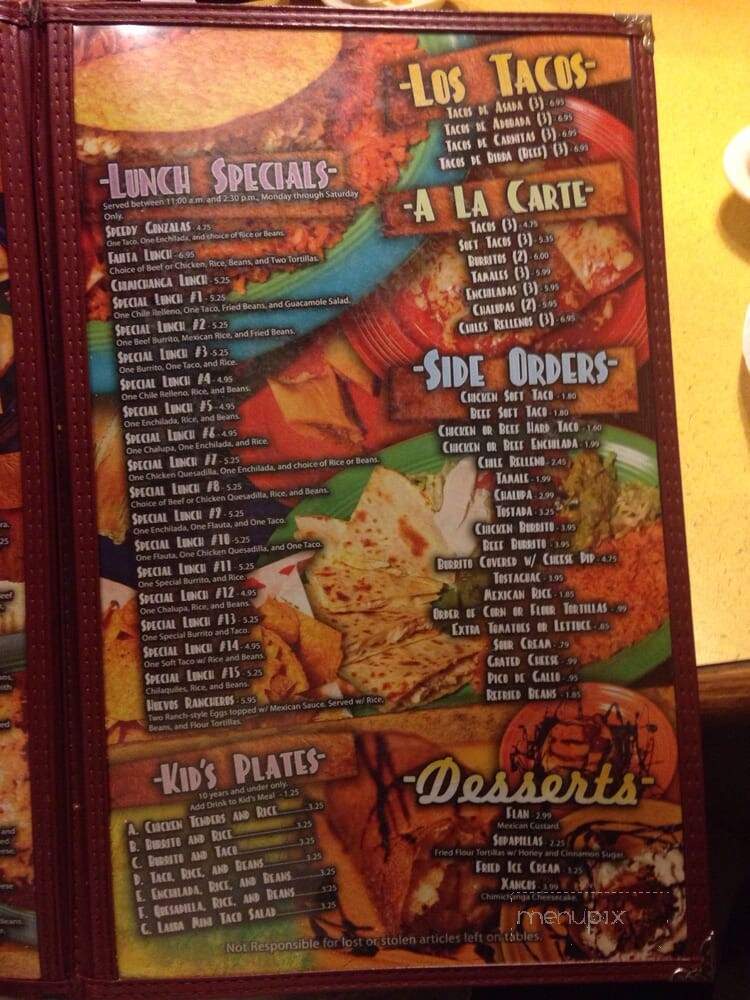 -Lunch Specials-
Served between 11:00 a.m. and 2:30 p.m., Monday through Saturday
Only.
Speedy Gonzalas - 4.25
One Taco, One Enchilada, and choice of Rice or Beans.
Fajita Lunch - 6.95
Choice of Beef or Chicken, Rice, Beans, and Two Tortillas.
Chimichanga Lunch - 5.25
Special Lunch #1 - 5.25
One Chile Relleno, One Taco, Fried Beans, and Guacamole Salad.
Special Lunch #2 - 5.25
One Beef Burrito, Mexican Rice, and Fried Beans.
Special Lunch #3 - 5.25
One Burrito, One Taco, and Rice.
Special Lunch #4 - 4.95
One Chile Relleno, Rice, and Beans.
Special Lunch #5 - 4.95
One Enchilada, Rice, and Beans.
Special Lunch #6 - 4.95
One Chalupa, One Enchilada, and Rice.
Special Lunch #7 - 5.25
One Chicken Quesadilla, One Enchilada, and choice of Rice or Beans.
Special Lunch #8 - 5.25
Choice of Beef or Chicken Quesadilla, Rice, and Beans.
Special Lunch #9 - 5.25
One Enchilada, One Flauta, and One Taco.
Special Lunch #10 - 5.25
One Flauta, One Chicken Quesadilla, and One Taco.
Special Lunch #11 - 5.25
One Special Burrito, and Rice.
Special Lunch #12 - 4.95
One Chalupa, Rice, and Beans.
Special Lunch #13 - 5.25
One Special Burrito and Taco.
Special Lunch #14 - 4.95
One Soft Taco w/ Rice and Beans.
Special Lunch #15 - 5.25
Chilaquiles, Rice, and Beans.
Huevos Rancheros - 5.95
Two Ranch-style Eggs topped w/ Mexican Sauce. Served w/ Rice,
Beans, and Flour Tortillas.
-Kid's Plates-
10 years and under only.
Add Drink to Kid's Meal - 1.25
A. Chicken Tenders and Rice 3.25
B. Burrito and Rice 3.25
C. Burrito and Taco 3.25
D. Taco, Rice, and Beans 3.25
E. Enchilada, Rice, and Beans 3.25
F. Quesadilla, Rice, and Beans 3.25
G. Laura Mini Taco Salad 3.25
-Los Tacos-
Tacos de Asada (3) - 6.95
Tacos de Adobada (3) - 6.95
Tacos de Carnitas (3) - 6.95
Tacos de Birra (Beef) (3) - 6.95
-A La Carte-
Tacos (3) - 4.75
Soft Tacos (3) - 5.35
Burritos (2) - 6.00
Tamales (3) - 5.99
Enchiladas (3) - 5.95
Chalupas (2) - 5.95
Chiles Rellenos (3) - 6.95
-Side Orders-
Chicken Soft Taco - 1.80
Beef Soft Taco - 1.80
Chicken or Beef Hard Taco - 1.60
Chicken or Beef Enchilada - 1.99
Chile Relleno - 2.45
Tamale - 1.99
Chalupa - 2.99
Tostada - 3.25
Chicken Burrito - 3.95
Beef Burrito - 3.95
Burrito Covered w/ Cheese Dip - 4.75
Tostaguac - 3.95
Mexican Rice - 1.85
Order of Corn or Flour Tortillas - .99
Extra Tomatoes or Lettuce - .85
Sour Cream - .79
Grated Cheese - .99
Pico de Gallo - .95
Refried Beans - 1.85
-Desserts-
Flan - 2.99
Mexican Custard.
Sopapillas - 2.25
Fried Flour Tortillas w/ Honey and Cinnamon Sugar.
Fried Ice Cream - 3.25
Xangos - 3.99
Chimichanga Cheesecake.
menupix
Not Responsible for lost or stolen articles left on tables.